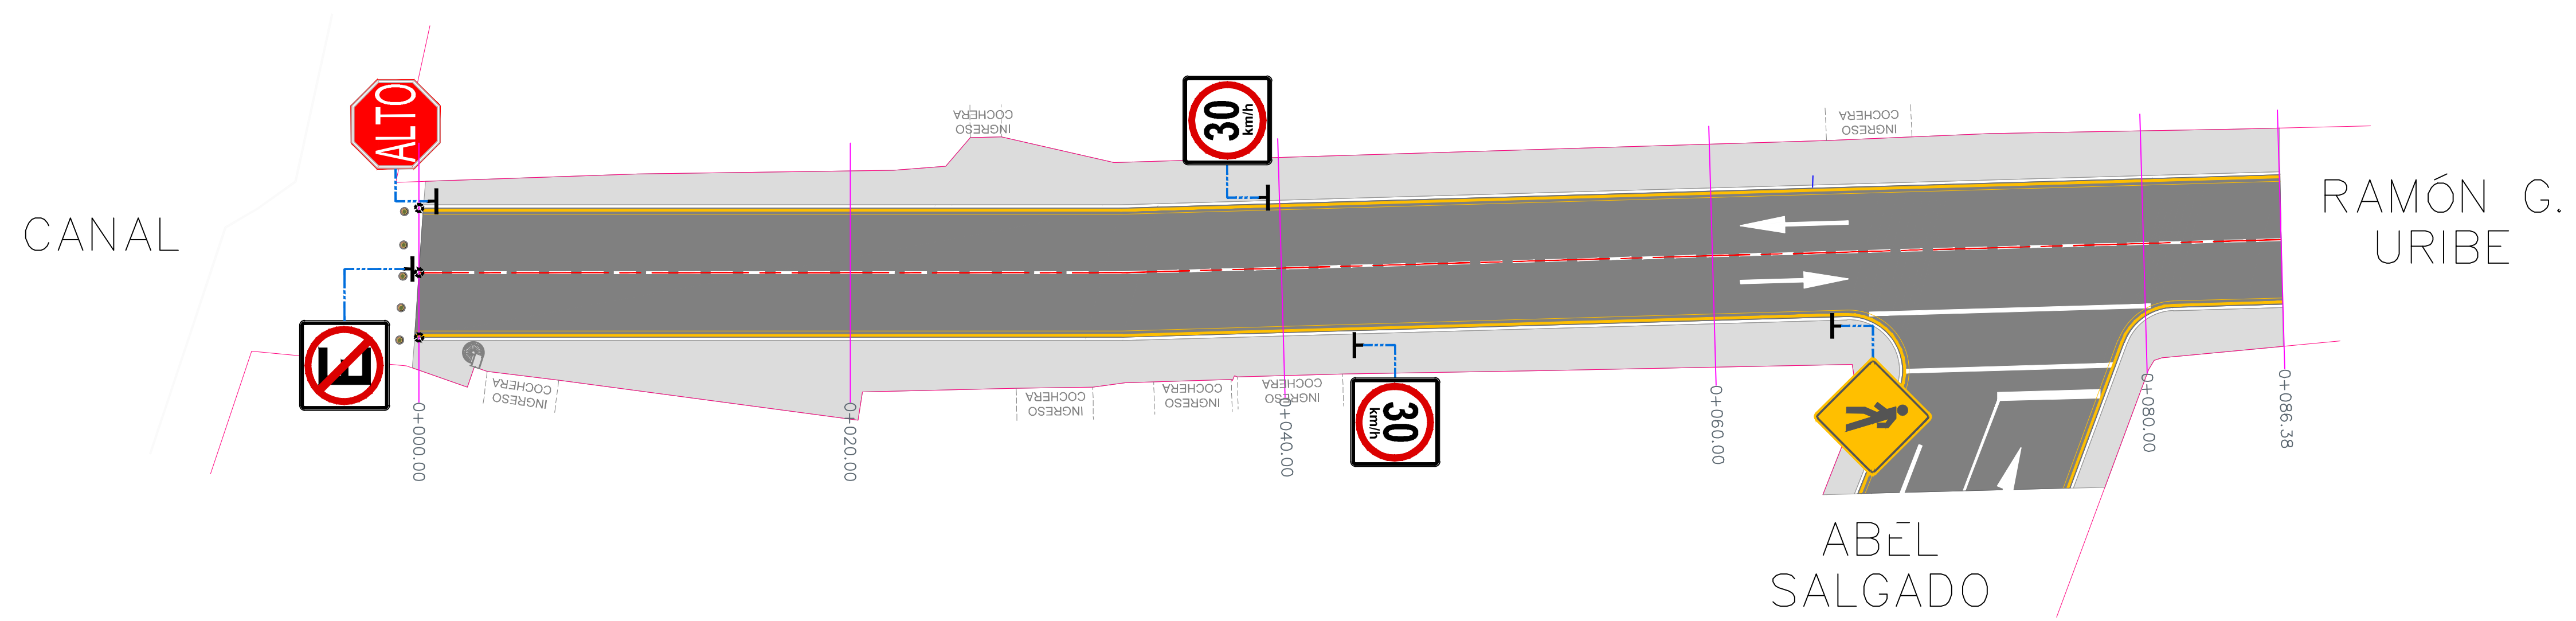 ALTO
30
km/h
INGRESO
COCHERA
INGRESO
COCHERA
CANAL
RAMÓN G.
URIBE
E
INGRESO
COCHERA
INGRESO
COCHERA
INGRESO
COCHERA
INGRESO
COCHERA
30
km/h
0+000.00
0+020.00
0+040.00
0+060.00
0+080.00
0+086.38
ABEL
SALGADO